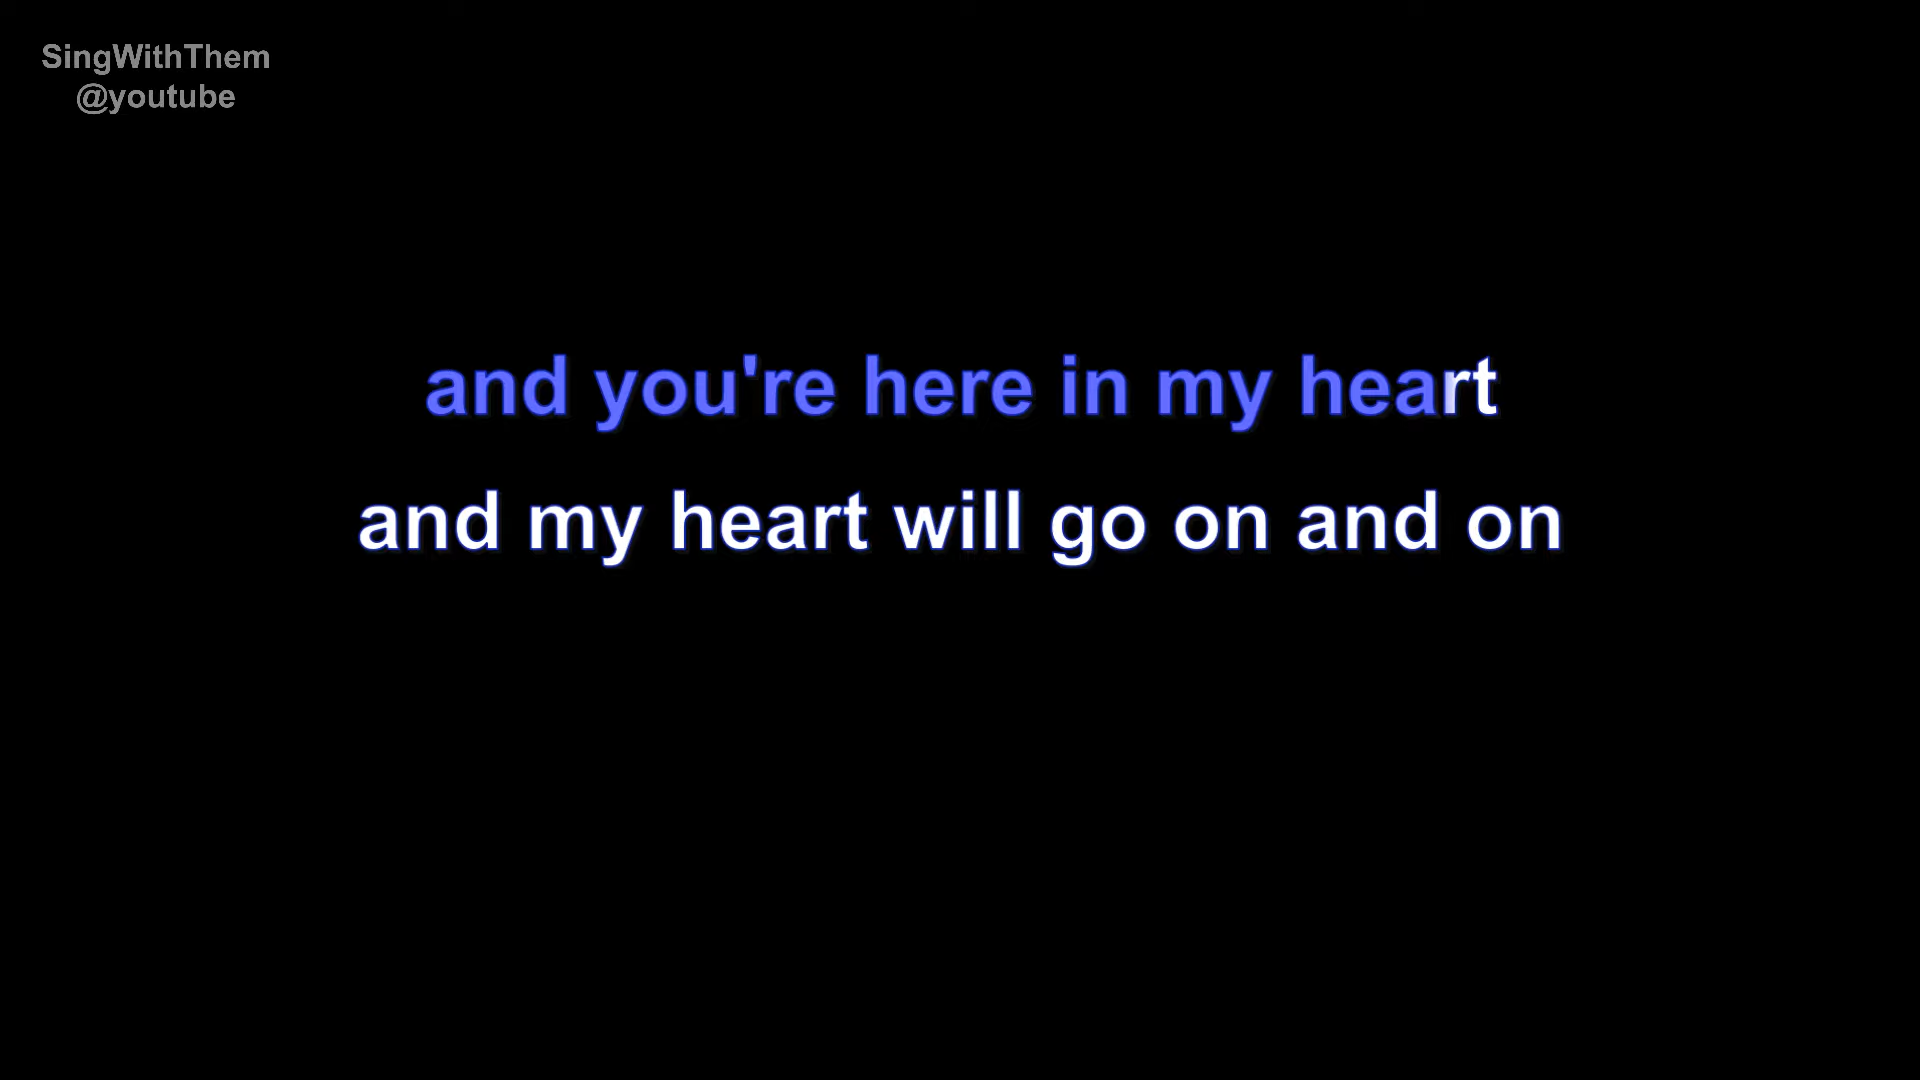 SingWithThem
@youtube
and you're here in my heart
and my heart will go on and on